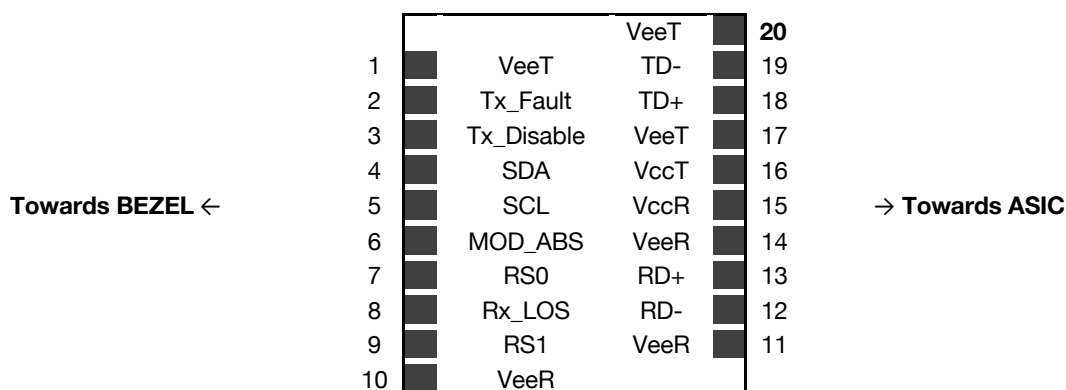 VeeT 20
1 VeeT TD- 19
2 Tx_Fault TD+ 18
3 Tx_Disable VeeT 17
4 SDA VccT 16
Towards BEZEL ← 5 SCL VccR 15 → Towards ASIC
6 MOD_ABS VeeR 14
7 RS0 RD+ 13
8 Rx_LOS RD- 12
9 RS1 VeeR 11
10 VeeR